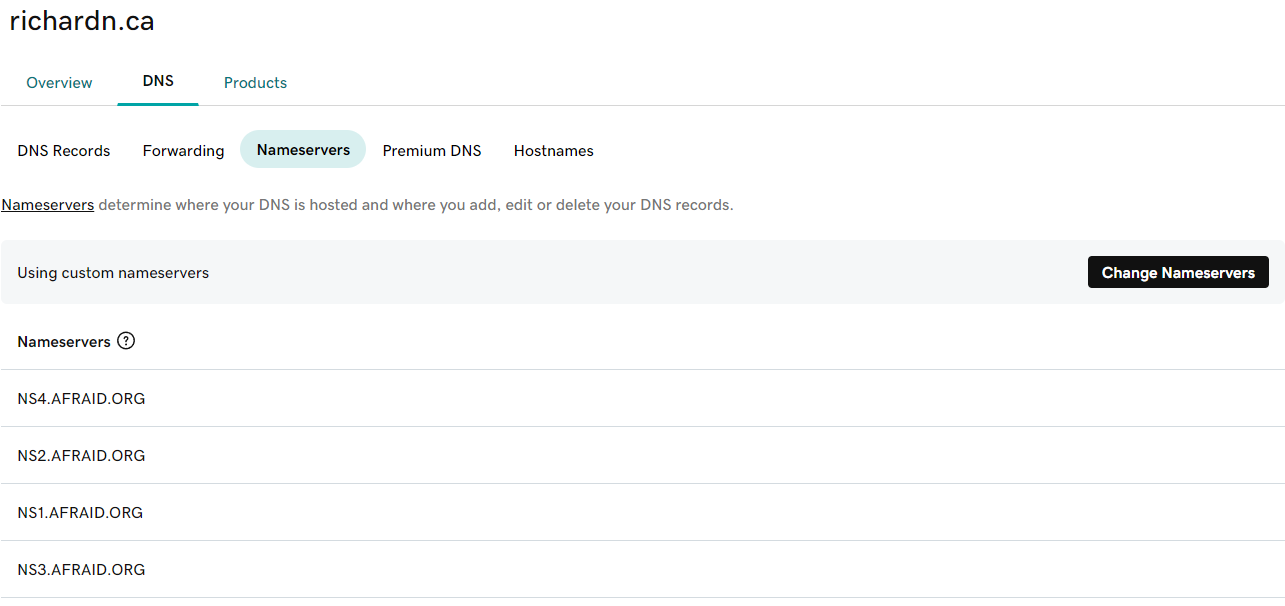 richardn.ca
Overview DNS Products
DNS Records Forwarding Nameservers Premium DNS Hostnames
Nameservers determine where your DNS is hosted and where you add, edit or delete your DNS records.
Using custom nameservers Change Nameservers
Nameservers ?
NS4.AFRAID.ORG
NS2.AFRAID.ORG
NS1.AFRAID.ORG
NS3.AFRAID.ORG